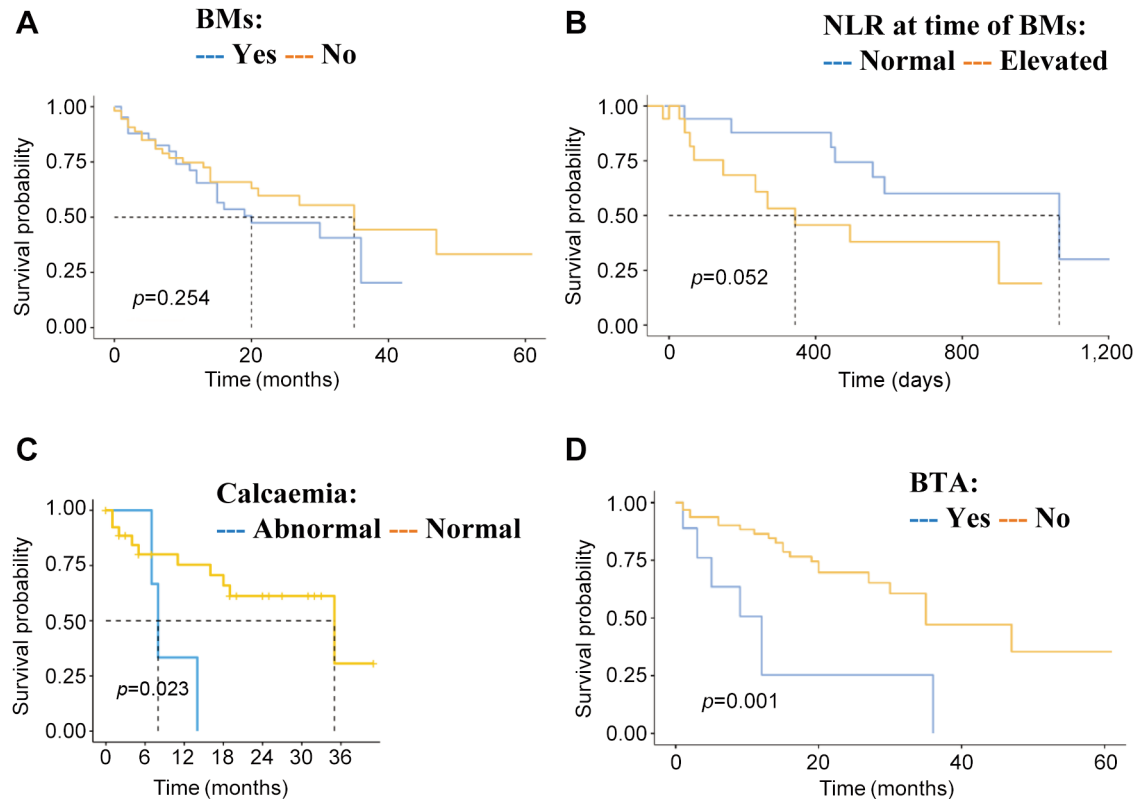 A
BMs:
Yes No
Survival probability
1.00
0.75
0.50
0.25
0.00
p=0.254
0 20 40 60
Time (months)
B
NLR at time of BMs:
Normal Elevated
Survival probability
1.00
0.75
0.50
0.25
0.00
p=0.052
0 400 800 1,200
Time (days)
C
Calcaemia:
Abnormal Normal
Survival probability
1.00
0.75
0.50
0.25
0.00
p=0.023
0 6 12 18 24 30 36
Time (months)
D
BTA:
Yes No
Survival probability
1.00
0.75
0.50
0.25
0.00
p=0.001
0 20 40 60
Time (months)